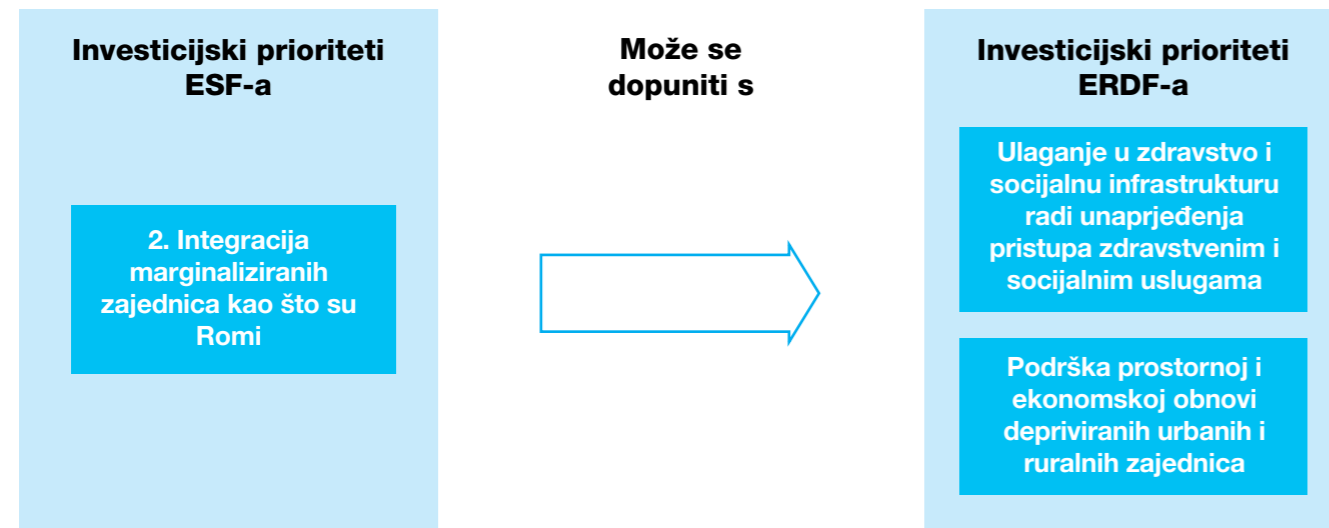 Investicijski prioriteti
ESF-a
2. Integracija
marginaliziranih
zajednica kao što su
Romi
Može se
dopuniti s
Investicijski prioriteti
ERDF-a
Ulaganje u zdravstvo i
socijalnu infrastrukturu
radi unaprjeđenja
pristupa zdravstvenim i
socijalnim uslugama
Podrška prostornoj i
ekonomskoj obnovi
depriviranih urbanih i
ruralnih zajednica